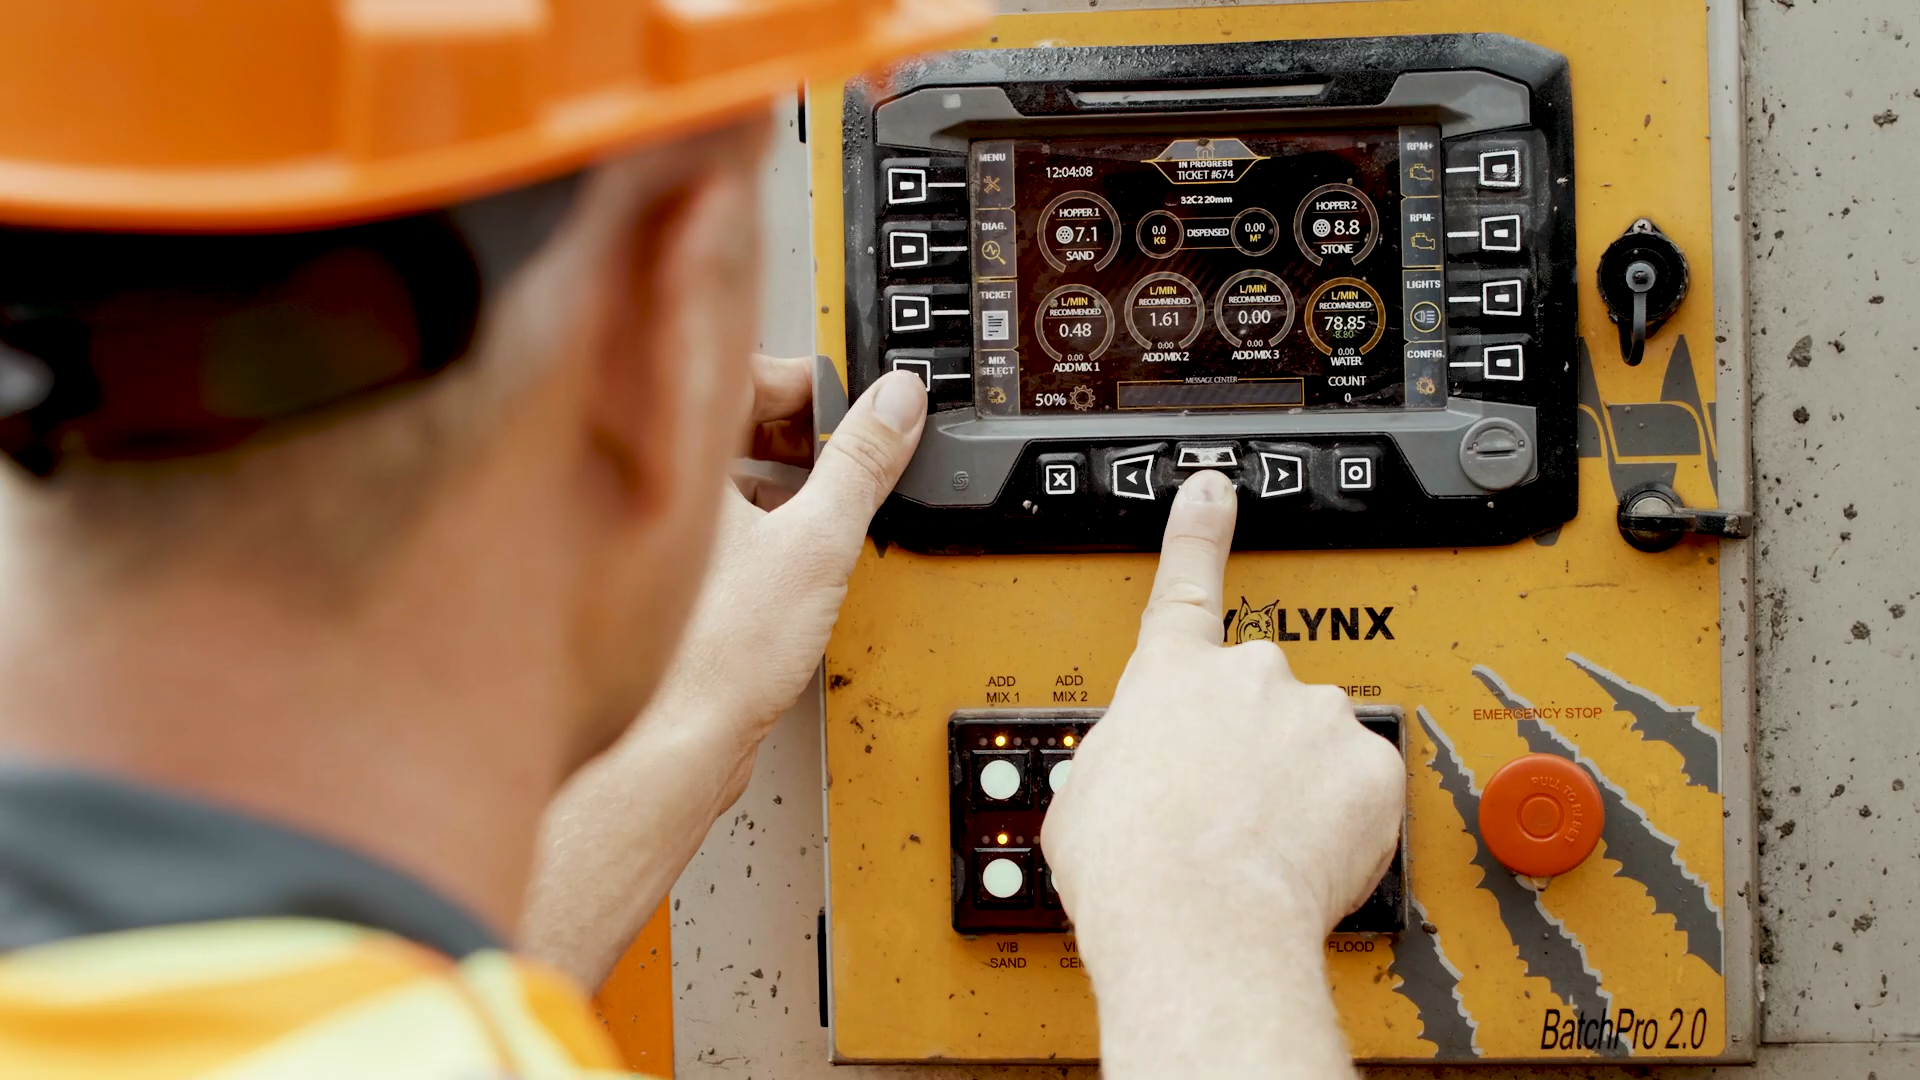 MENU
DIAG.
TICKET
MIX
SELECT
12:04:08
IN PROGRESS
TICKET #674
32C2 20mm
HOPPER 1
7.1
SAND
0.0
KG
DISPENSED
0.00
M³
HOPPER 2
8.8
STONE
L/MIN
RECOMMENDED
0.48
0.00
ADD MIX 1
L/MIN
RECOMMENDED
1.61
0.00
ADD MIX 2
L/MIN
RECOMMENDED
0.00
0.00
ADD MIX 3
L/MIN
RECOMMENDED
78.85
0.00
WATER
50%
MESSAGE CENTER
COUNT
0
RPM+
RPM-
LIGHTS
CONFIG.
X
LYNX
ADD
MIX 1
ADD
MIX 2
EMERGENCY STOP
PULL TO
VIB
SAND
FLOOD
BatchPro 2.0